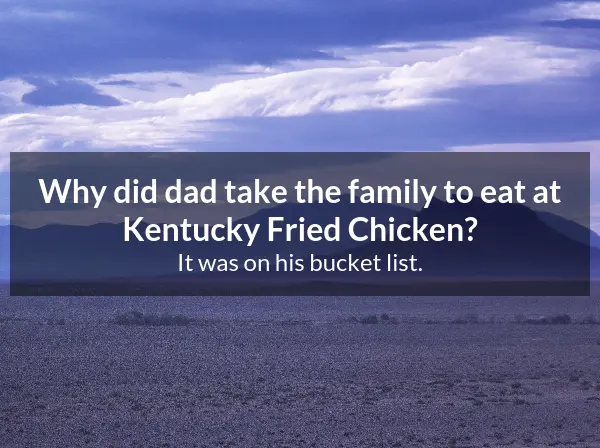 Why did dad take the family to eat at
Kentucky Fried Chicken?
It was on his bucket list.